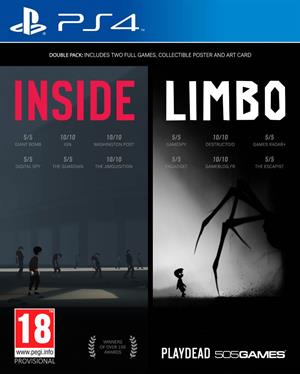 PS4
DOUBLE PACK: INCLUDES TWO FULL GAMES, COLLECTIBLE POSTER AND ART CARD
INSIDE LIMBO
5/5 10/10 10/10 5/5 10/10 5/5
GIANT BOMB IGN WASHINGTON POST GAMESPY DESTRUCTOID GAMES RADAR+
5/5 5/5 10/10 5/5 10/10 5/5
DIGITAL SPY THE GUARDIAN THE JIMQUISITION GAMEBLOG.FR THE ESCAPIST
18
www.pegi.info
PROVISIONAL
WINNERS
OF OVER 100
AWARDS
PLAYDEAD 505GAMES